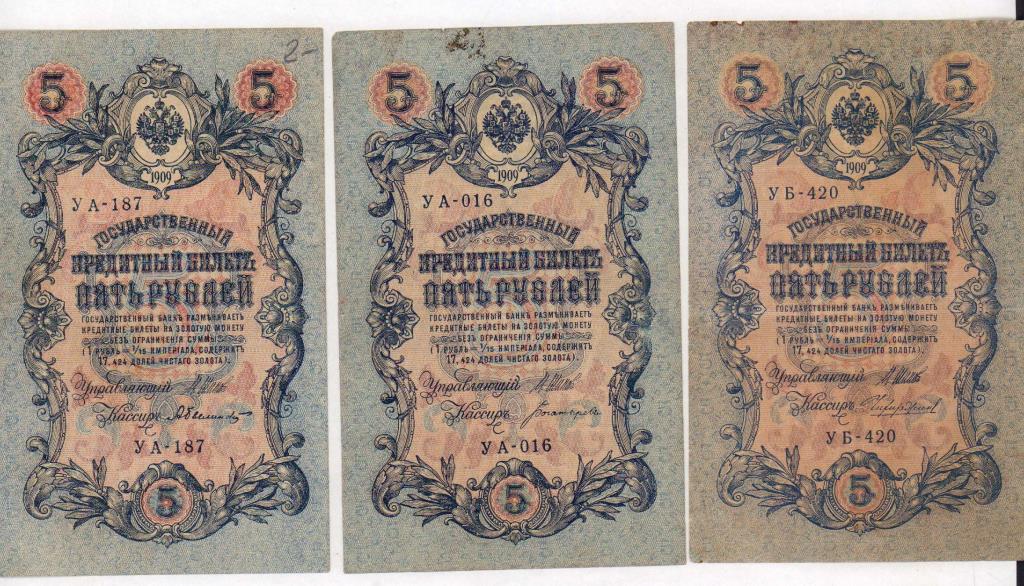 2-
5 5
1909
УА-187
ГОСУДАРСТВЕННЫЙ
КРЕДИТНЫЙ БИЛЕТЪ
ПЯТЬ РУБЛЕЙ
ГОСУДАРСТВЕННЫЙ БАНКЪ РАЗМѢНИВАЕТЪ
КРЕДИТНЫЕ БИЛЕТЫ НА ЗОЛОТУЮ МОНЕТУ
БЕЗЪ ОГРАНИЧЕНІЯ СУММЫ
(1 РУБЛЬ = 1/15 ИМПЕРІАЛА, СОДЕРЖИТЪ
17,424 ДОЛЕЙ ЧИСТАГО ЗОЛОТА).
Управляющій
Кассиръ
УА-187
5
5 5
1909
УА-016
ГОСУДАРСТВЕННЫЙ
КРЕДИТНЫЙ БИЛЕТЪ
ПЯТЬ РУБЛЕЙ
ГОСУДАРСТВЕННЫЙ БАНКЪ РАЗМѢНИВАЕТЪ
КРЕДИТНЫЕ БИЛЕТЫ НА ЗОЛОТУЮ МОНЕТУ
БЕЗЪ ОГРАНИЧЕНІЯ СУММЫ
(1 РУБЛЬ = 1/15 ИМПЕРІАЛА, СОДЕРЖИТЪ
17,424 ДОЛЕЙ ЧИСТАГО ЗОЛОТА).
Управляющій
Кассиръ
УА-016
5
5 5
1909
УБ-420
ГОСУДАРСТВЕННЫЙ
КРЕДИТНЫЙ БИЛЕТЪ
ПЯТЬ РУБЛЕЙ
ГОСУДАРСТВЕННЫЙ БАНКЪ РАЗМѢНИВАЕТЪ
КРЕДИТНЫЕ БИЛЕТЫ НА ЗОЛОТУЮ МОНЕТУ
БЕЗЪ ОГРАНИЧЕНІЯ СУММЫ
(1 РУБЛЬ = 1/15 ИМПЕРІАЛА, СОДЕРЖИТЪ
17,424 ДОЛЕЙ ЧИСТАГО ЗОЛОТА).
Управляющій
Кассиръ
УБ-420
5